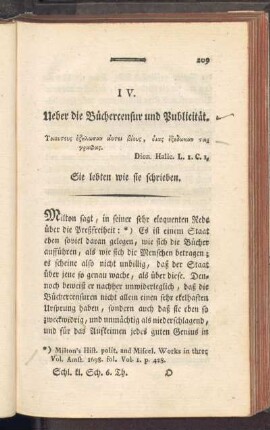 209
IV.
Ueber die Büchercensur und Publicität.
Dion. Halic. L. 1. C. 1.
Sie lebten wie sie schrieben.
Milton sagt, in seiner sehr eloquenten Rede
über die Preßfreiheit: *) Es ist einem Staat
eben soviel daran gelegen, wie sich die Bücher
aufführen, als wie sich die Menschen betragen;
es scheine also nicht unbillig, daß der Staat
über jene so genau wache, als über diese. Den-
noch beweist er nachher unwiderleglich, daß die
Büchercensuren nicht allein einen sehr ekelhaften
Ursprung haben, sondern auch daß sie eben so
zweckwidrig, und unmächtig als niederschlagend,
und für das Aufkeimen jedes guten Genius in
*) Milton's Hist. polit. and Miscel. Works in three
Vol. Amst. 1698. fol. Vol. 1. p. 428.
Schl. A. Sch. 6. Th. O